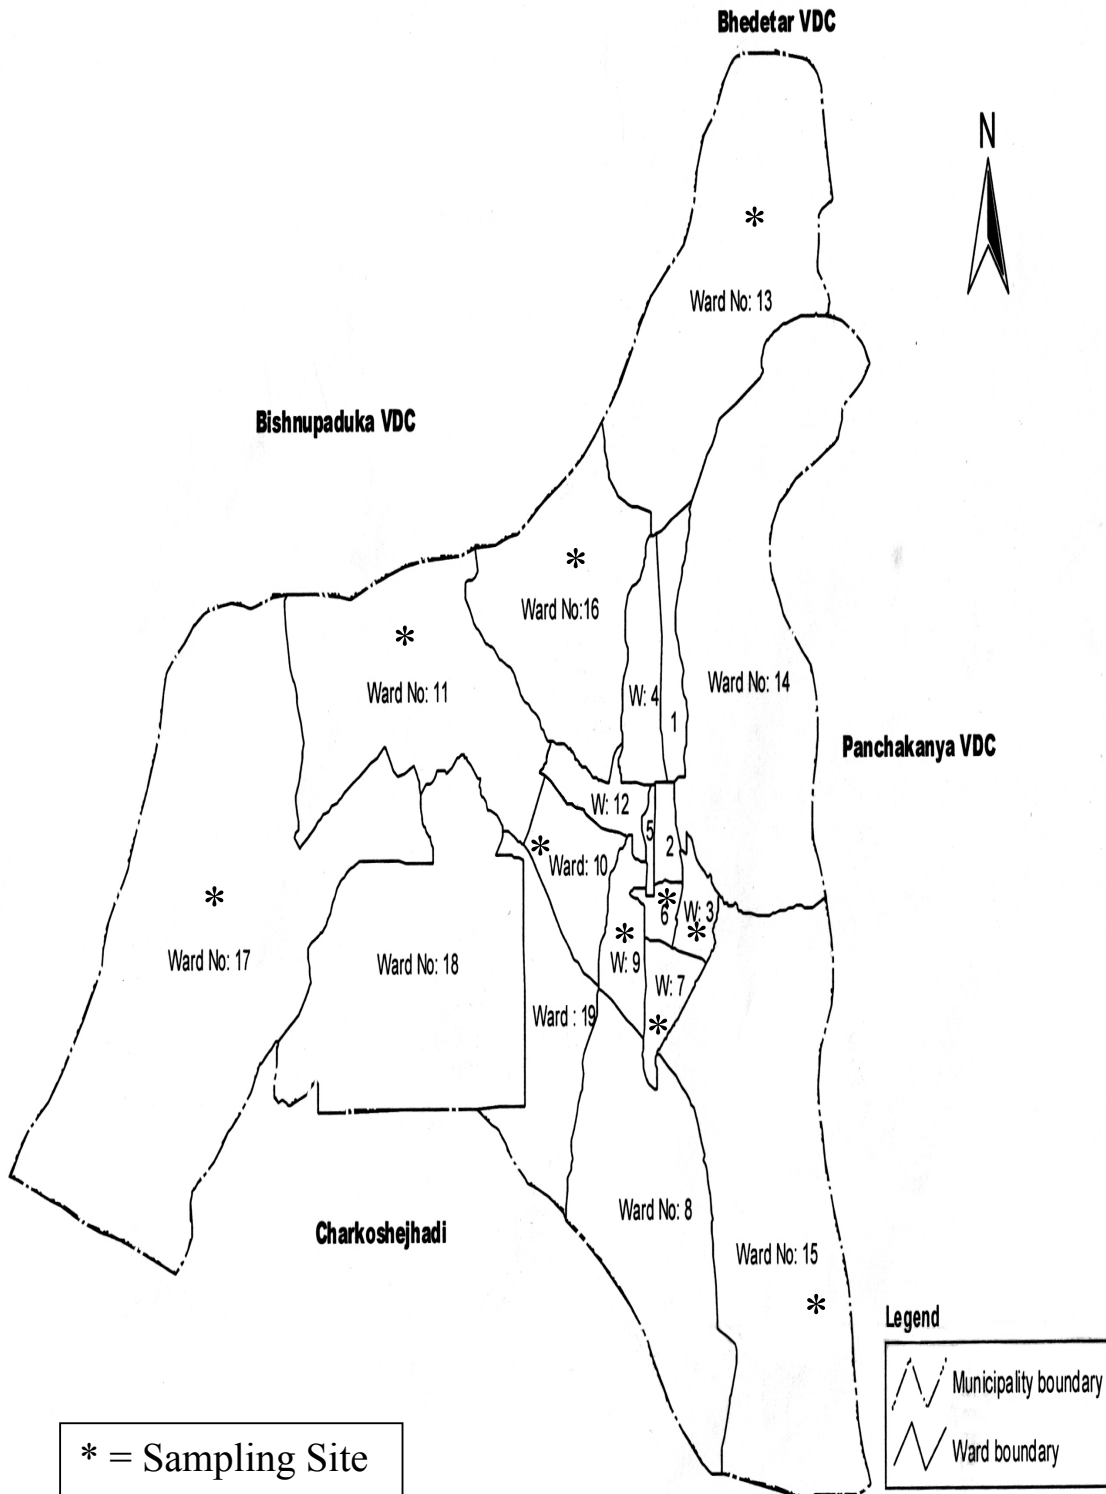 Bhedetar VDC
N
*
Ward No: 13
Bishnupaduka VDC
*
Ward No:16
*
Ward No: 11
W: 4
1
Ward No: 14
Panchakanya VDC
W: 12
5
2
*
Ward: 10
*
6
W: 3
*
*
W: 9
*
Ward No: 17
Ward No: 18
W: 7
*
Ward : 19
Ward No: 8
Charkoshejhadi
Ward No: 15
*
Legend
Municipality boundary
Ward boundary
* = Sampling Site